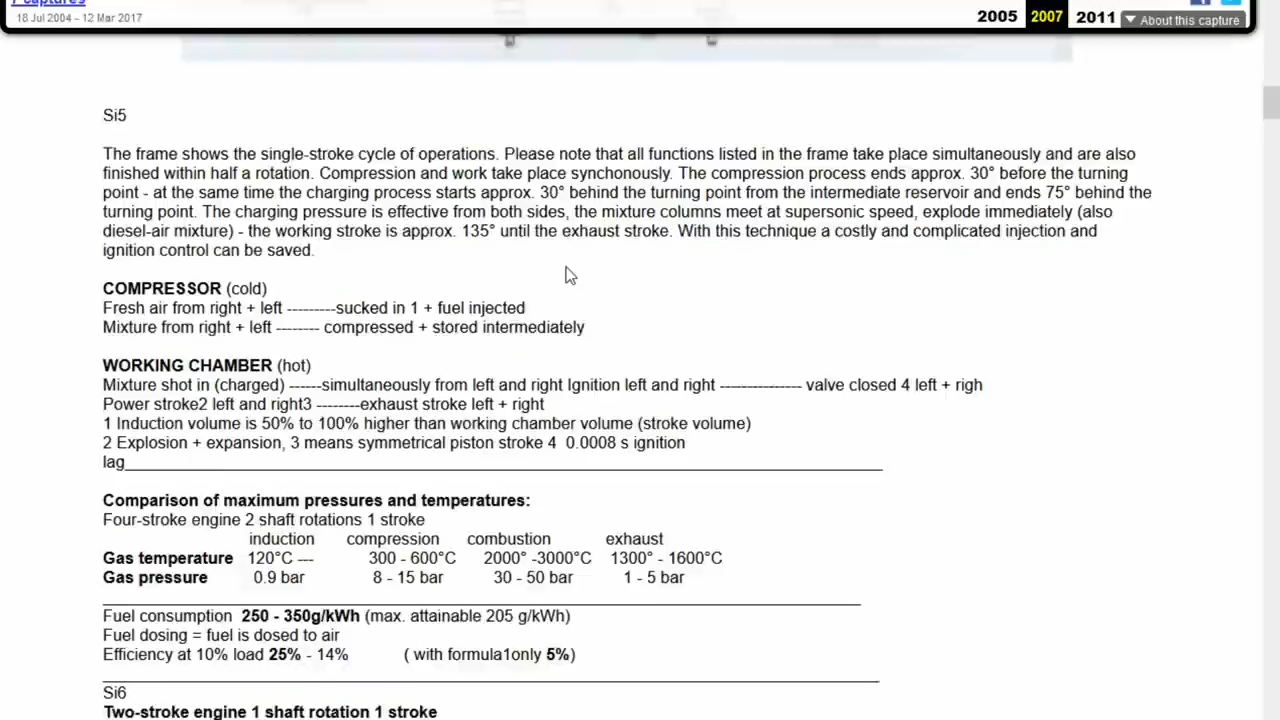 7 captures
18 Jul 2004 – 12 Mar 2017
2005 2007 2011 ▼ About this capture
Si5
The frame shows the single-stroke cycle of operations. Please note that all functions listed in the frame take place simultaneously and are also
finished within half a rotation. Compression and work take place synchonously. The compression process ends approx. 30° before the turning
point - at the same time the charging process starts approx. 30° behind the turning point from the intermediate reservoir and ends 75° behind the
turning point. The charging pressure is effective from both sides, the mixture columns meet at supersonic speed, explode immediately (also
diesel-air mixture) - the working stroke is approx. 135° until the exhaust stroke. With this technique a costly and complicated injection and
ignition control can be saved.
COMPRESSOR (cold)
Fresh air from right + left ---------sucked in 1 + fuel injected
Mixture from right + left -------- compressed + stored intermediately
WORKING CHAMBER (hot)
Mixture shot in (charged) ------simultaneously from left and right Ignition left and right --------------- valve closed 4 left + righ
Power stroke2 left and right3 --------exhaust stroke left + right
1 Induction volume is 50% to 100% higher than working chamber volume (stroke volume)
2 Explosion + expansion, 3 means symmetrical piston stroke 4 0.0008 s ignition
lag
Comparison of maximum pressures and temperatures:
Four-stroke engine 2 shaft rotations 1 stroke
induction compression combustion exhaust
Gas temperature 120°C --- 300 - 600°C 2000° -3000°C 1300° - 1600°C
Gas pressure 0.9 bar 8 - 15 bar 30 - 50 bar 1 - 5 bar
Fuel consumption 250 - 350g/kWh (max. attainable 205 g/kWh)
Fuel dosing = fuel is dosed to air
Efficiency at 10% load 25% - 14% ( with formula1only 5%)
Si6
Two-stroke engine 1 shaft rotation 1 stroke